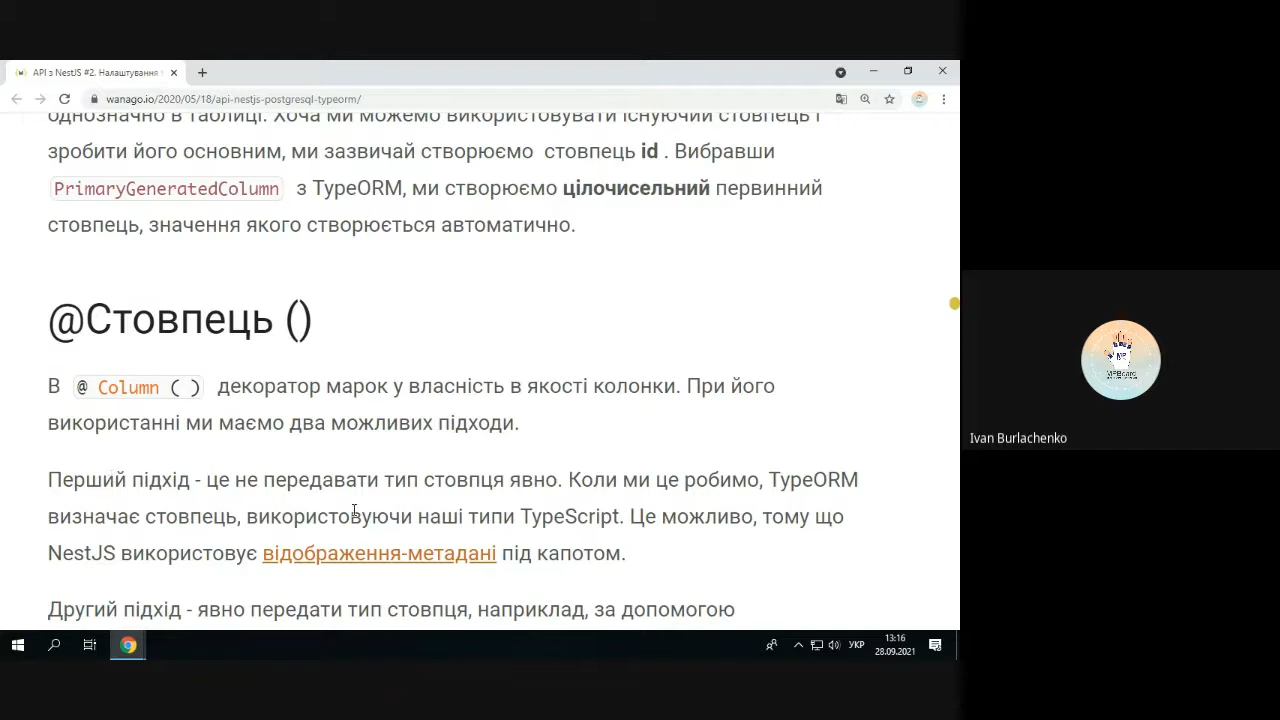 API з NestJS #2. Налаштування
wanago.io/2020/05/18/api-nestjs-postgresql-typeorm/
однозначно в таблиці. Хоча ми можемо використовувати існуючий стовпець і
зробити його основним, ми зазвичай створюємо стовпець id . Вибравши
PrimaryGeneratedColumn з TypeORM, ми створюємо цілочисельний первинний
стовпець, значення якого створюється автоматично.
@Стовпець ()
В @ Column ( ) декоратор марок у власність в якості колонки. При його
використанні ми маємо два можливих підходи.
Перший підхід - це не передавати тип стовпця явно. Коли ми це робимо, TypeORM
визначає стовпець, використовуючи наші типи TypeScript. Це можливо, тому що
NestJS використовує відображення-метадані під капотом.
Другий підхід - явно передати тип стовпця, наприклад, за допомогою
Ivan Burlachenko
УКР
13:16
28.09.2021